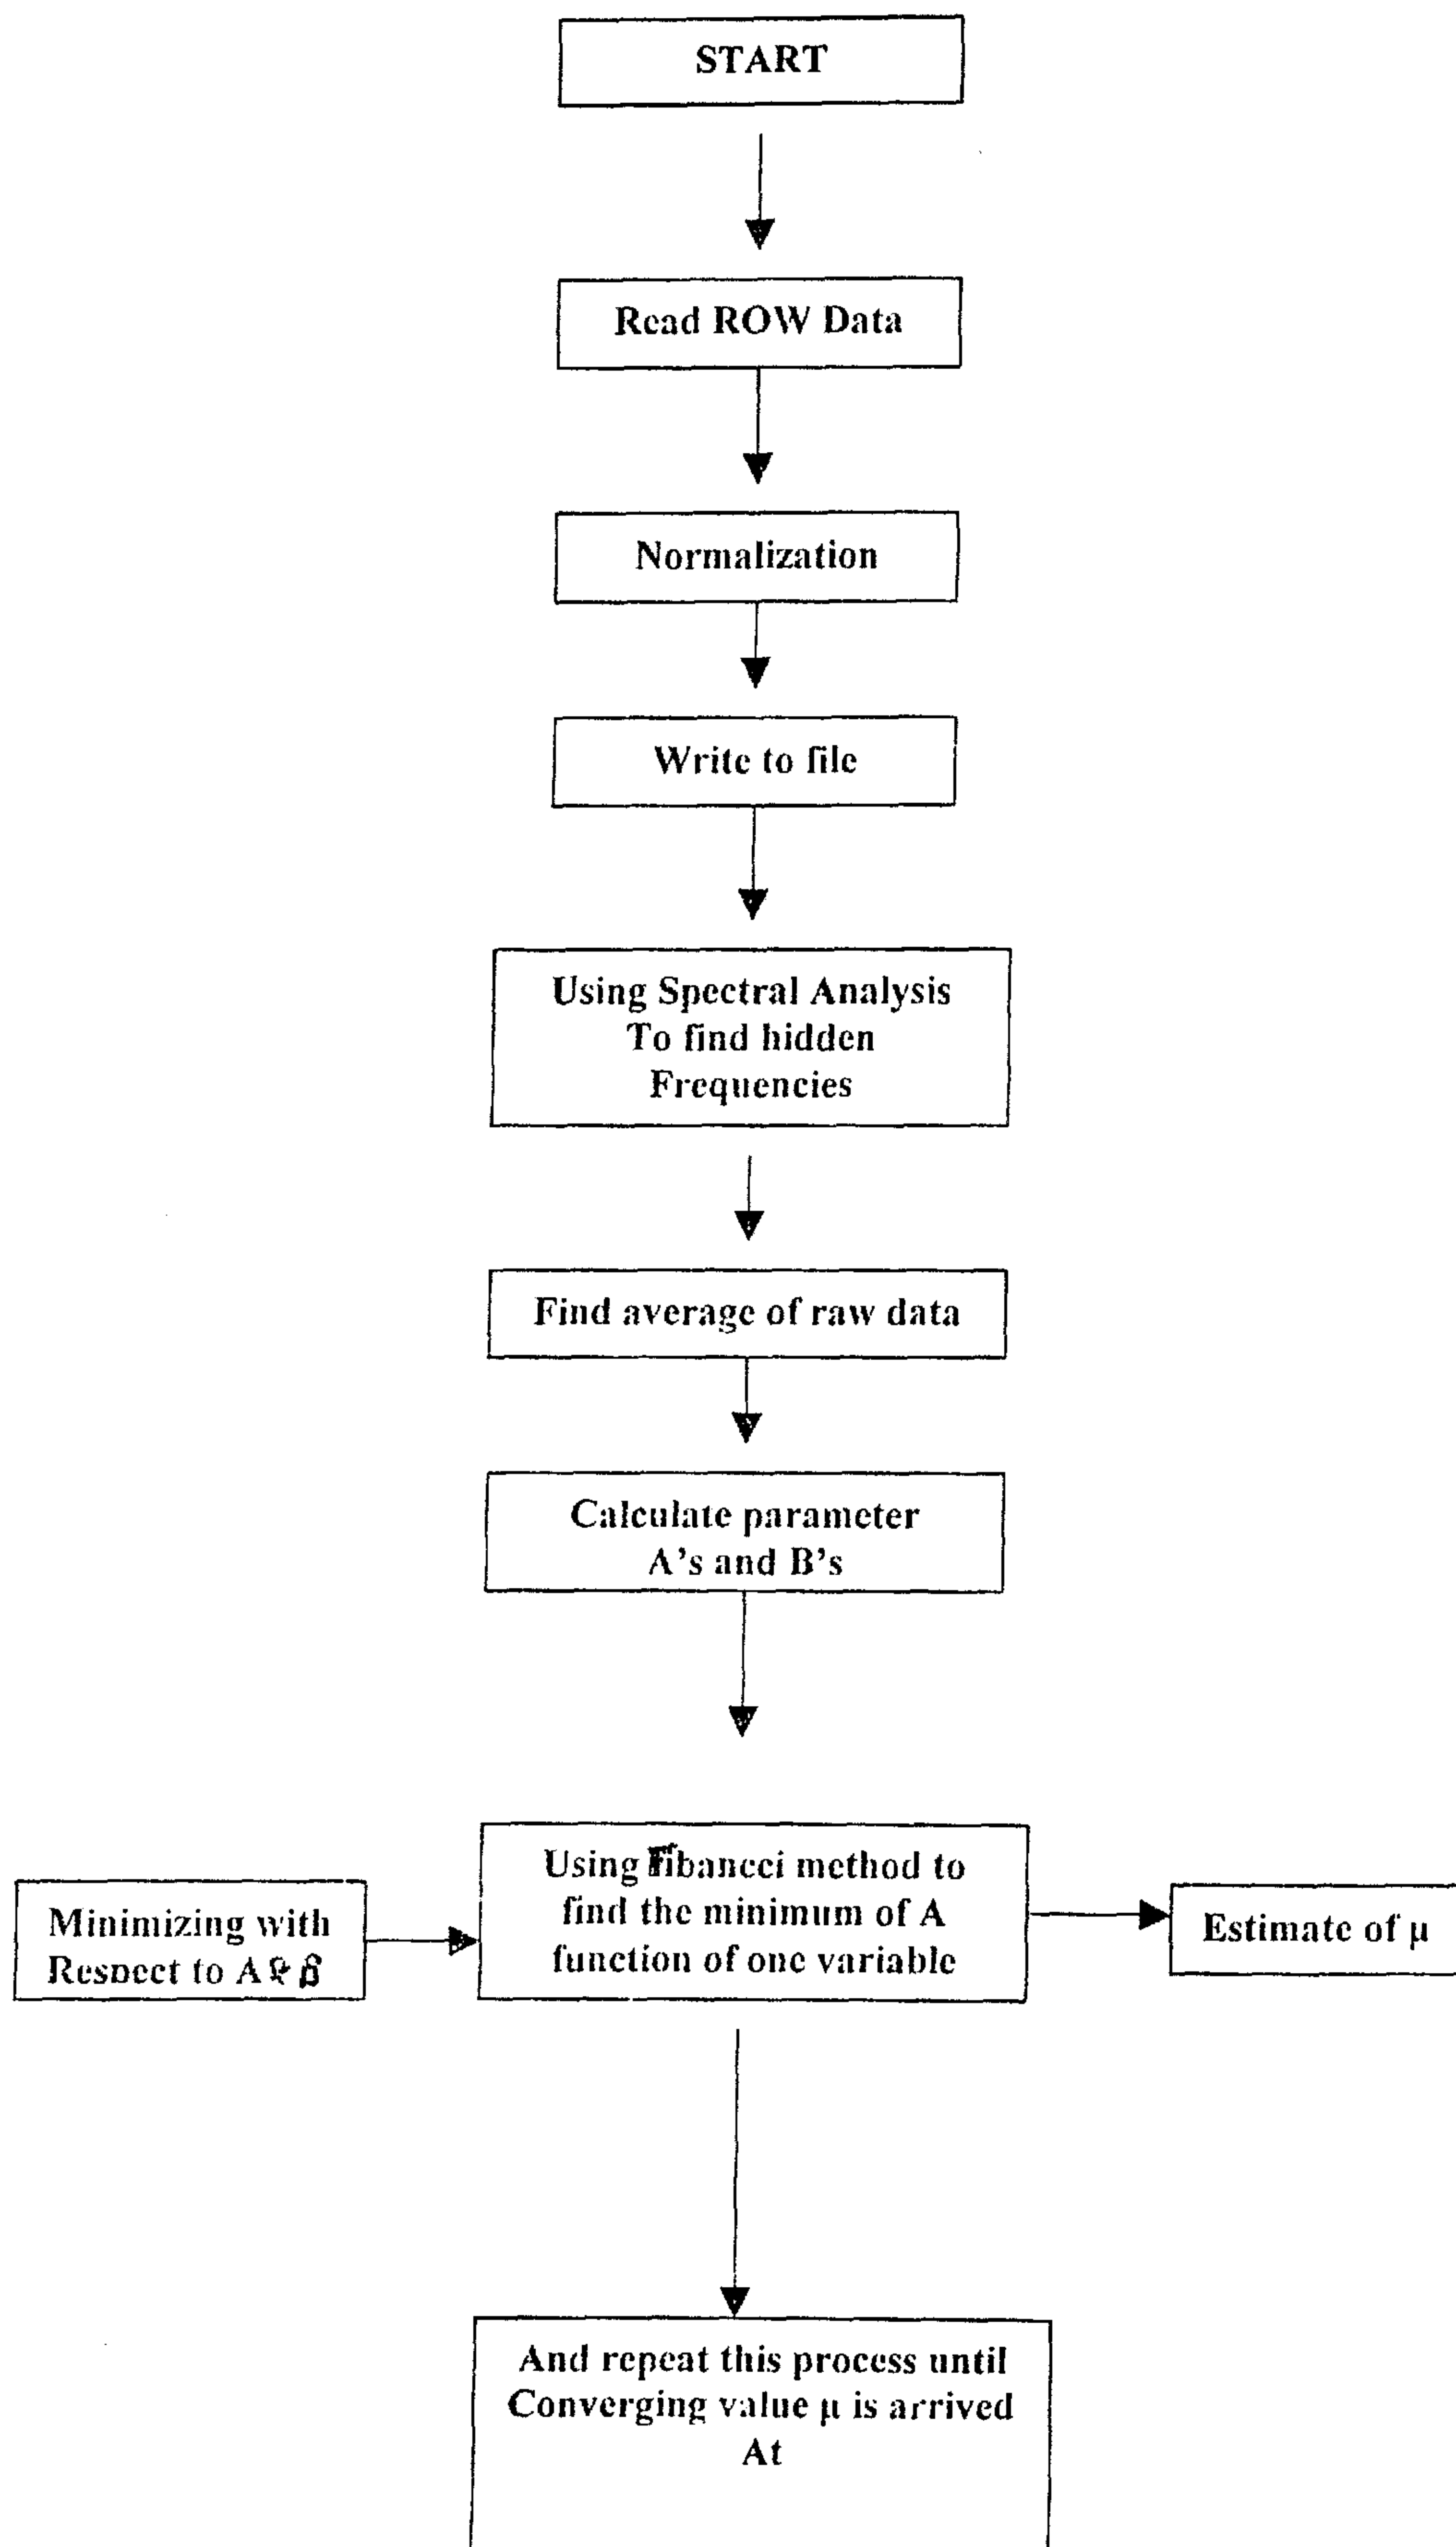 START
Read ROW Data
Normalization
Write to file
Using Spectral Analysis
To find hidden
Frequencies
Find average of raw data
Calculate parameter
A's and B's
Using Fibancci method to
find the minimum of A
function of one variable
Minimizing with
Respect to A & B
Estimate of μ
And repeat this process until
Converging value μ is arrived
At